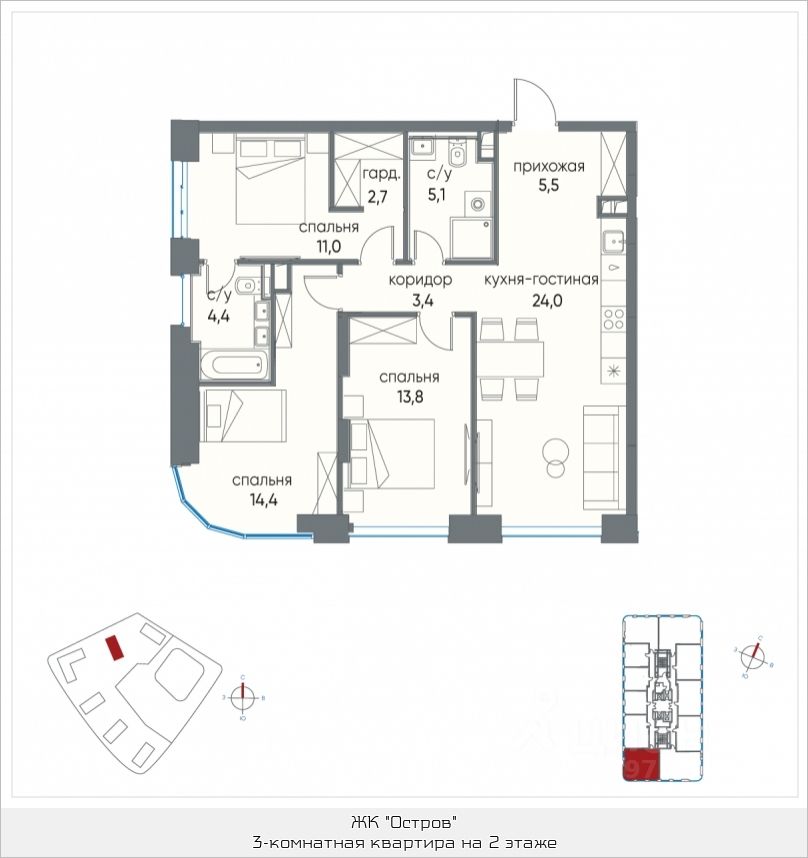 прихожая
5,5
гард.
2,7
с/у
5,1
спальня
11,0
коридор
3,4
кухня-гостиная
24,0
с/у
4,4
спальня
13,8
спальня
14,4
С
З
В
Ю
С
З
В
Ю
97
ЖК "Остров"
3-комнатная квартира на 2 этаже